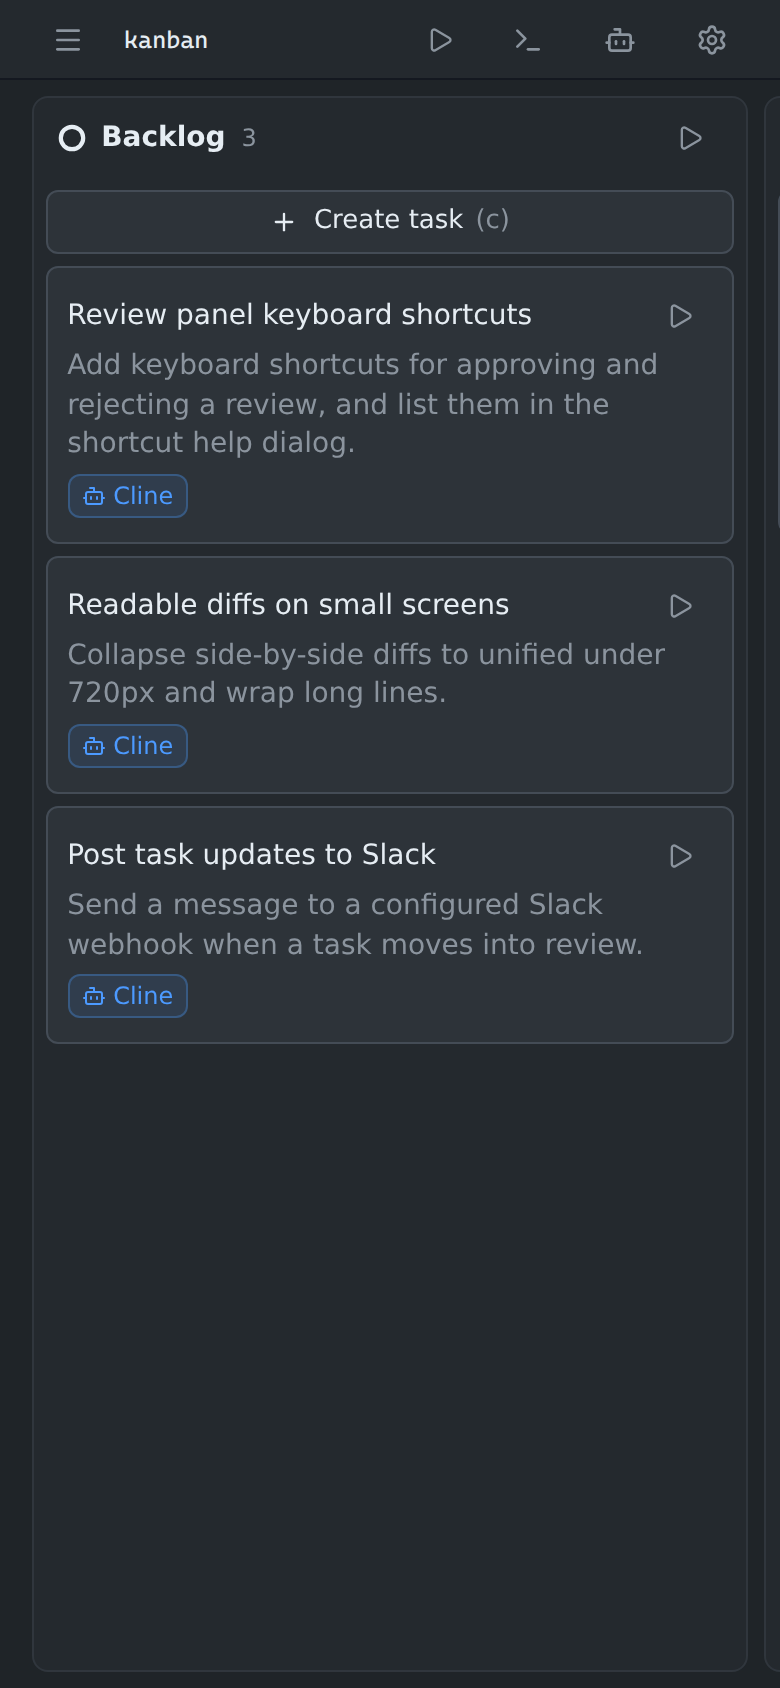 kanban
Backlog 3
+ Create task (c)
Review panel keyboard shortcuts
Add keyboard shortcuts for approving and
rejecting a review, and list them in the
shortcut help dialog.
Cline
Readable diffs on small screens
Collapse side-by-side diffs to unified under
720px and wrap long lines.
Cline
Post task updates to Slack
Send a message to a configured Slack
webhook when a task moves into review.
Cline